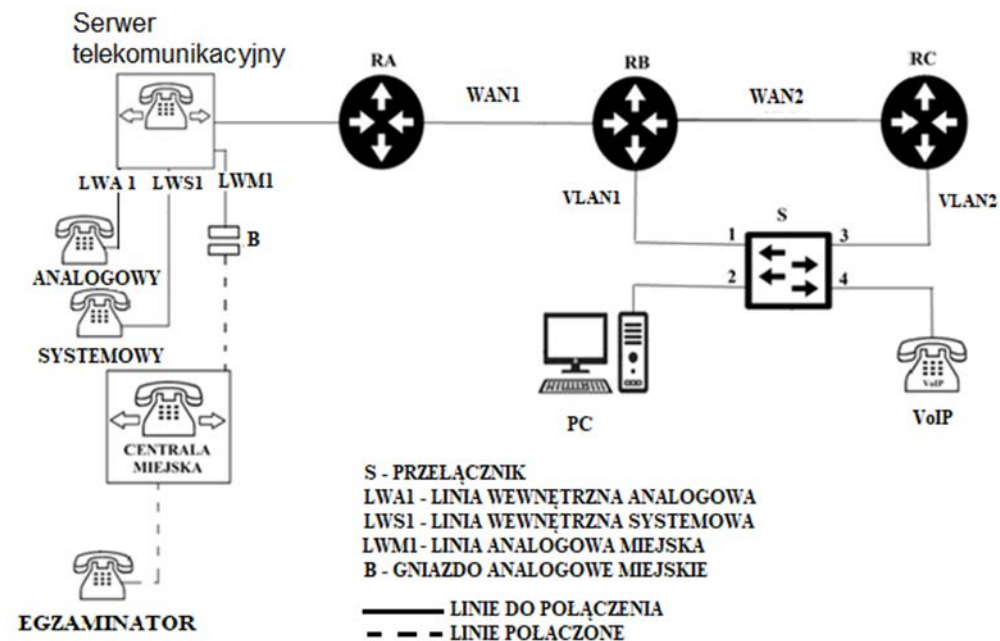 Serwer
telekomunikacyjny
RA
RB
RC
WAN1
WAN2
LWA 1
LWS1
LWM1
VLAN1
VLAN2
S
1
3
2
4
B
ANALOGOWY
SYSTEMOWY
CENTRALA
MIEJSKA
PC
VoIP
VoIP
S - PRZEŁĄCZNIK
LWA1 - LINIA WEWNĘTRZNA ANALOGOWA
LWS1 - LINIA WEWNĘTRZNA SYSTEMOWA
LWM1- LINIA ANALOGOWA MIEJSKA
B - GNIAZDO ANALOGOWE MIEJSKIE
LINIE DO POŁĄCZENIA
LINIE POŁACZONE
EGZAMINATOR